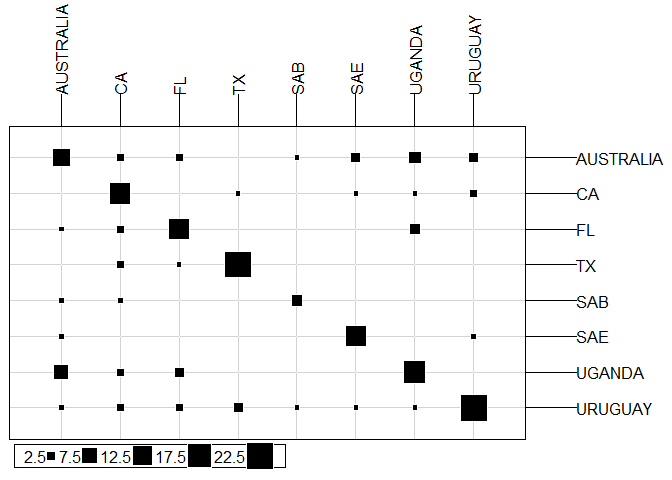 AUSTRALIA CA FL TX SAB SAE UGANDA URUGUAY
AUSTRALIA
CA
FL
TX
SAB
SAE
UGANDA
URUGUAY
2.5 7.5 12.5 17.5 22.5